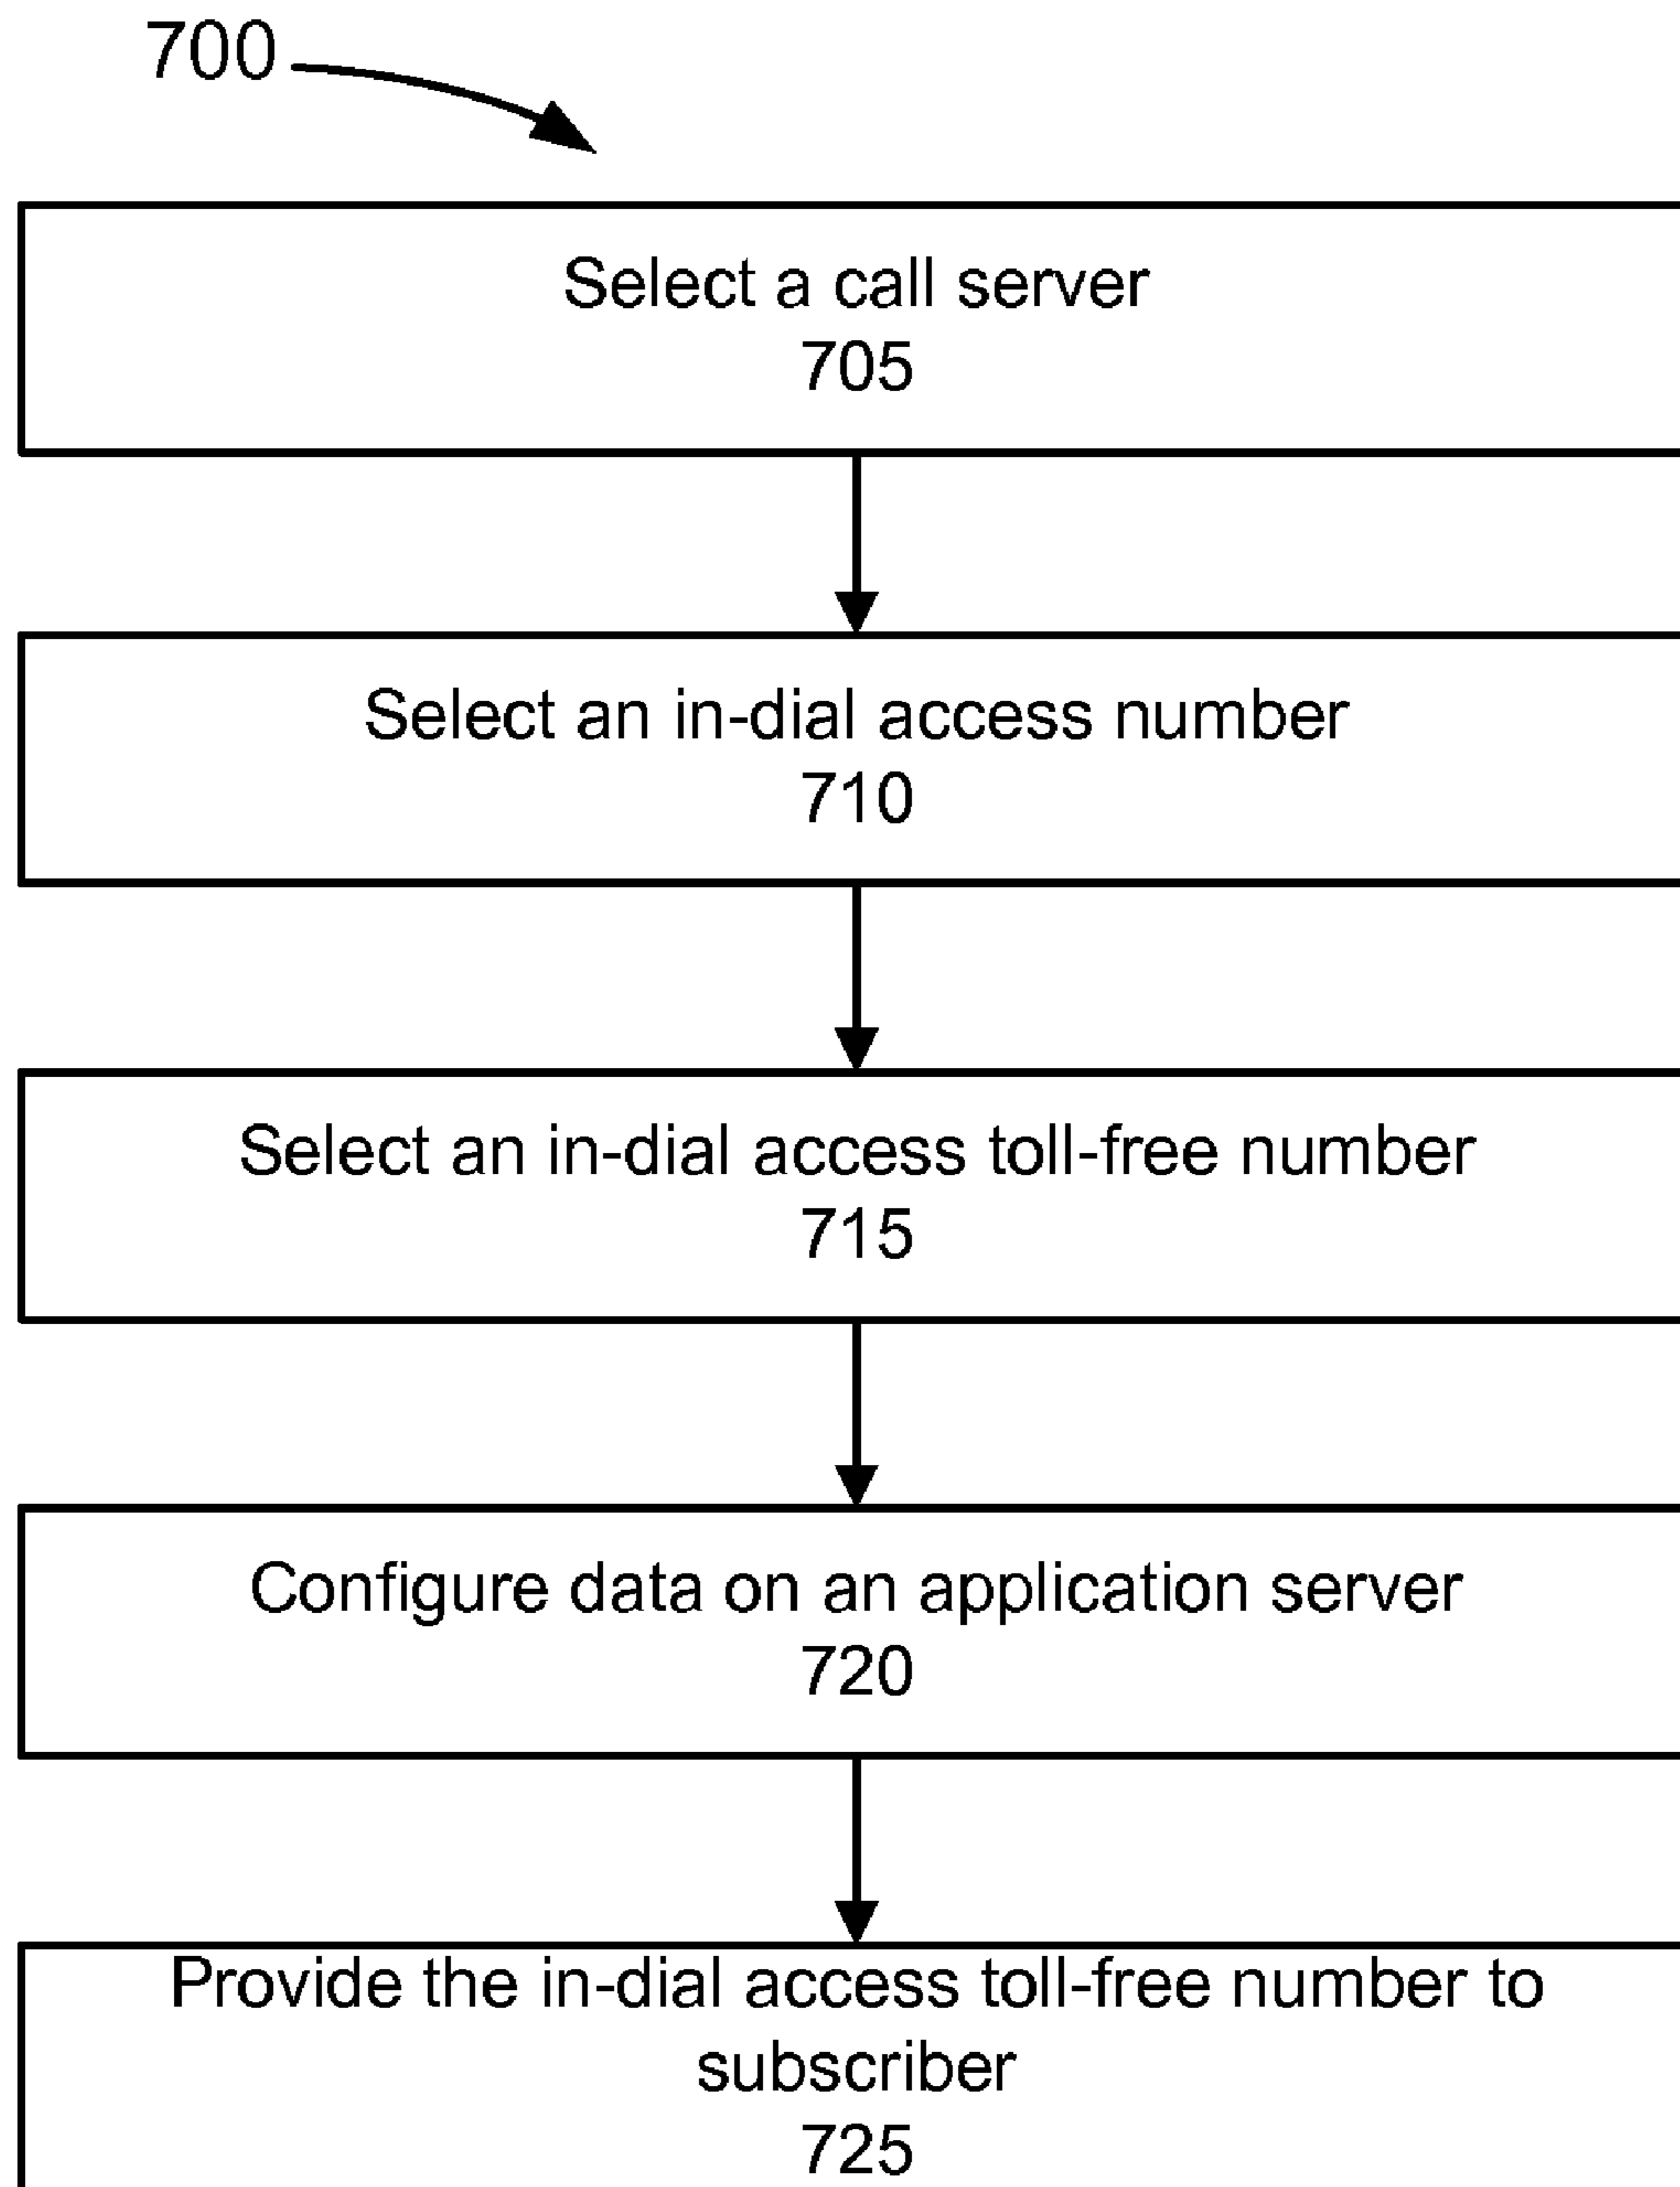 700
Select a call server
705
Select an in-dial access number
710
Select an in-dial access toll-free number
715
Configure data on an application server
720
Provide the in-dial access toll-free number to
subscriber
725